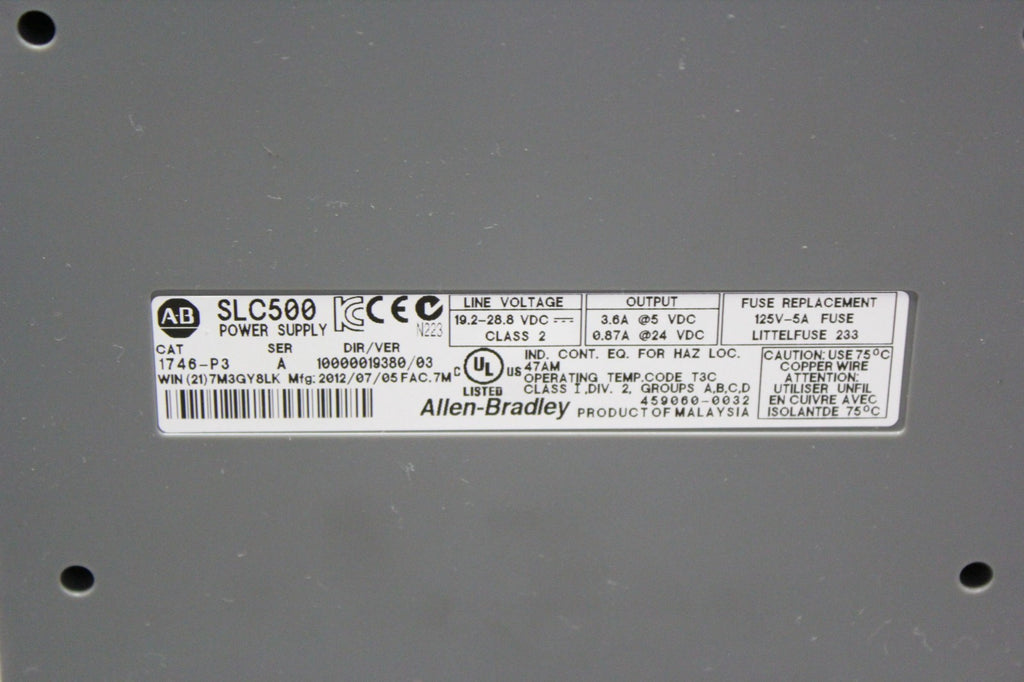 A-B
SLC500
POWER SUPPLY
KC CE
N223
CAT SER DIR/VER
1746-P3 A 10000019380/03
WIN (21)7M3GY8LK Mfg: 2012/07/05 FAC. 7M
LINE VOLTAGE
19.2-28.8 VDC ⎓
CLASS 2
OUTPUT
3.6A @5 VDC
0.87A @24 VDC
FUSE REPLACEMENT
125V-5A FUSE
LITTELFUSE 233
C UL US
LISTED
IND. CONT. EQ. FOR HAZ LOC.
47AM
OPERATING TEMP.CODE T3C
CLASS I,DIV. 2, GROUPS A,B,C,D
459060-0032
Allen-Bradley PRODUCT OF MALAYSIA
CAUTION: USE 75°C
COPPER WIRE
ATTENTION:
UTILISER UNFIL
EN CUIVRE AVEC
ISOLANTDE 75°C